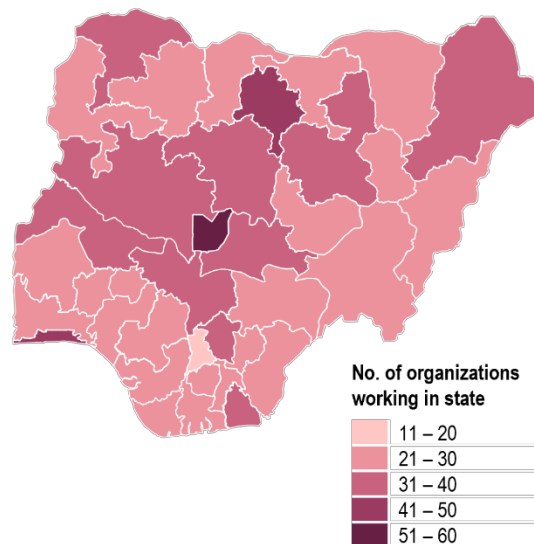 No. of organizations
working in state
11 – 20
21 – 30
31 – 40
41 – 50
51 – 60